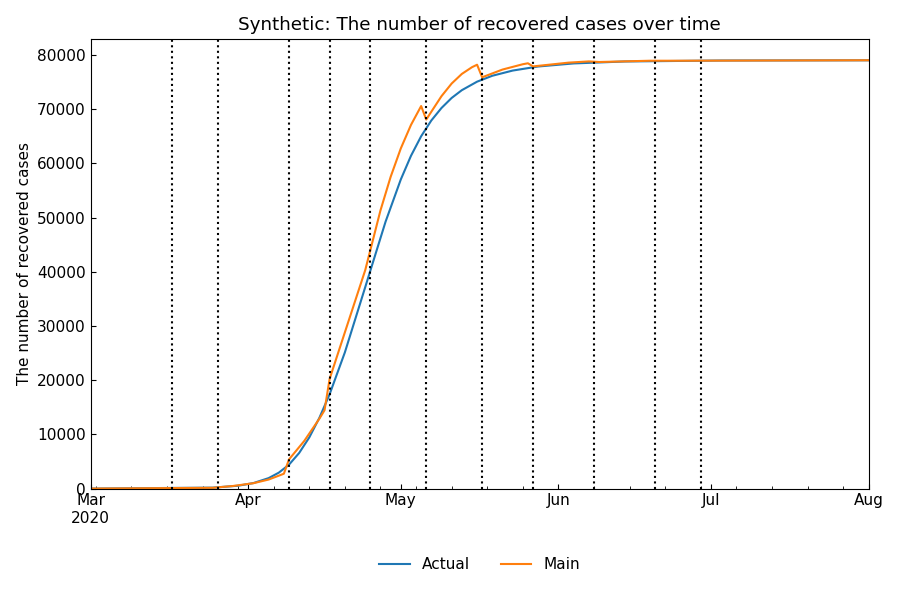 Synthetic: The number of recovered cases over time
The number of recovered cases
80000
70000
60000
50000
40000
30000
20000
10000
0
Mar Apr May Jun Jul Aug
2020
Actual Main